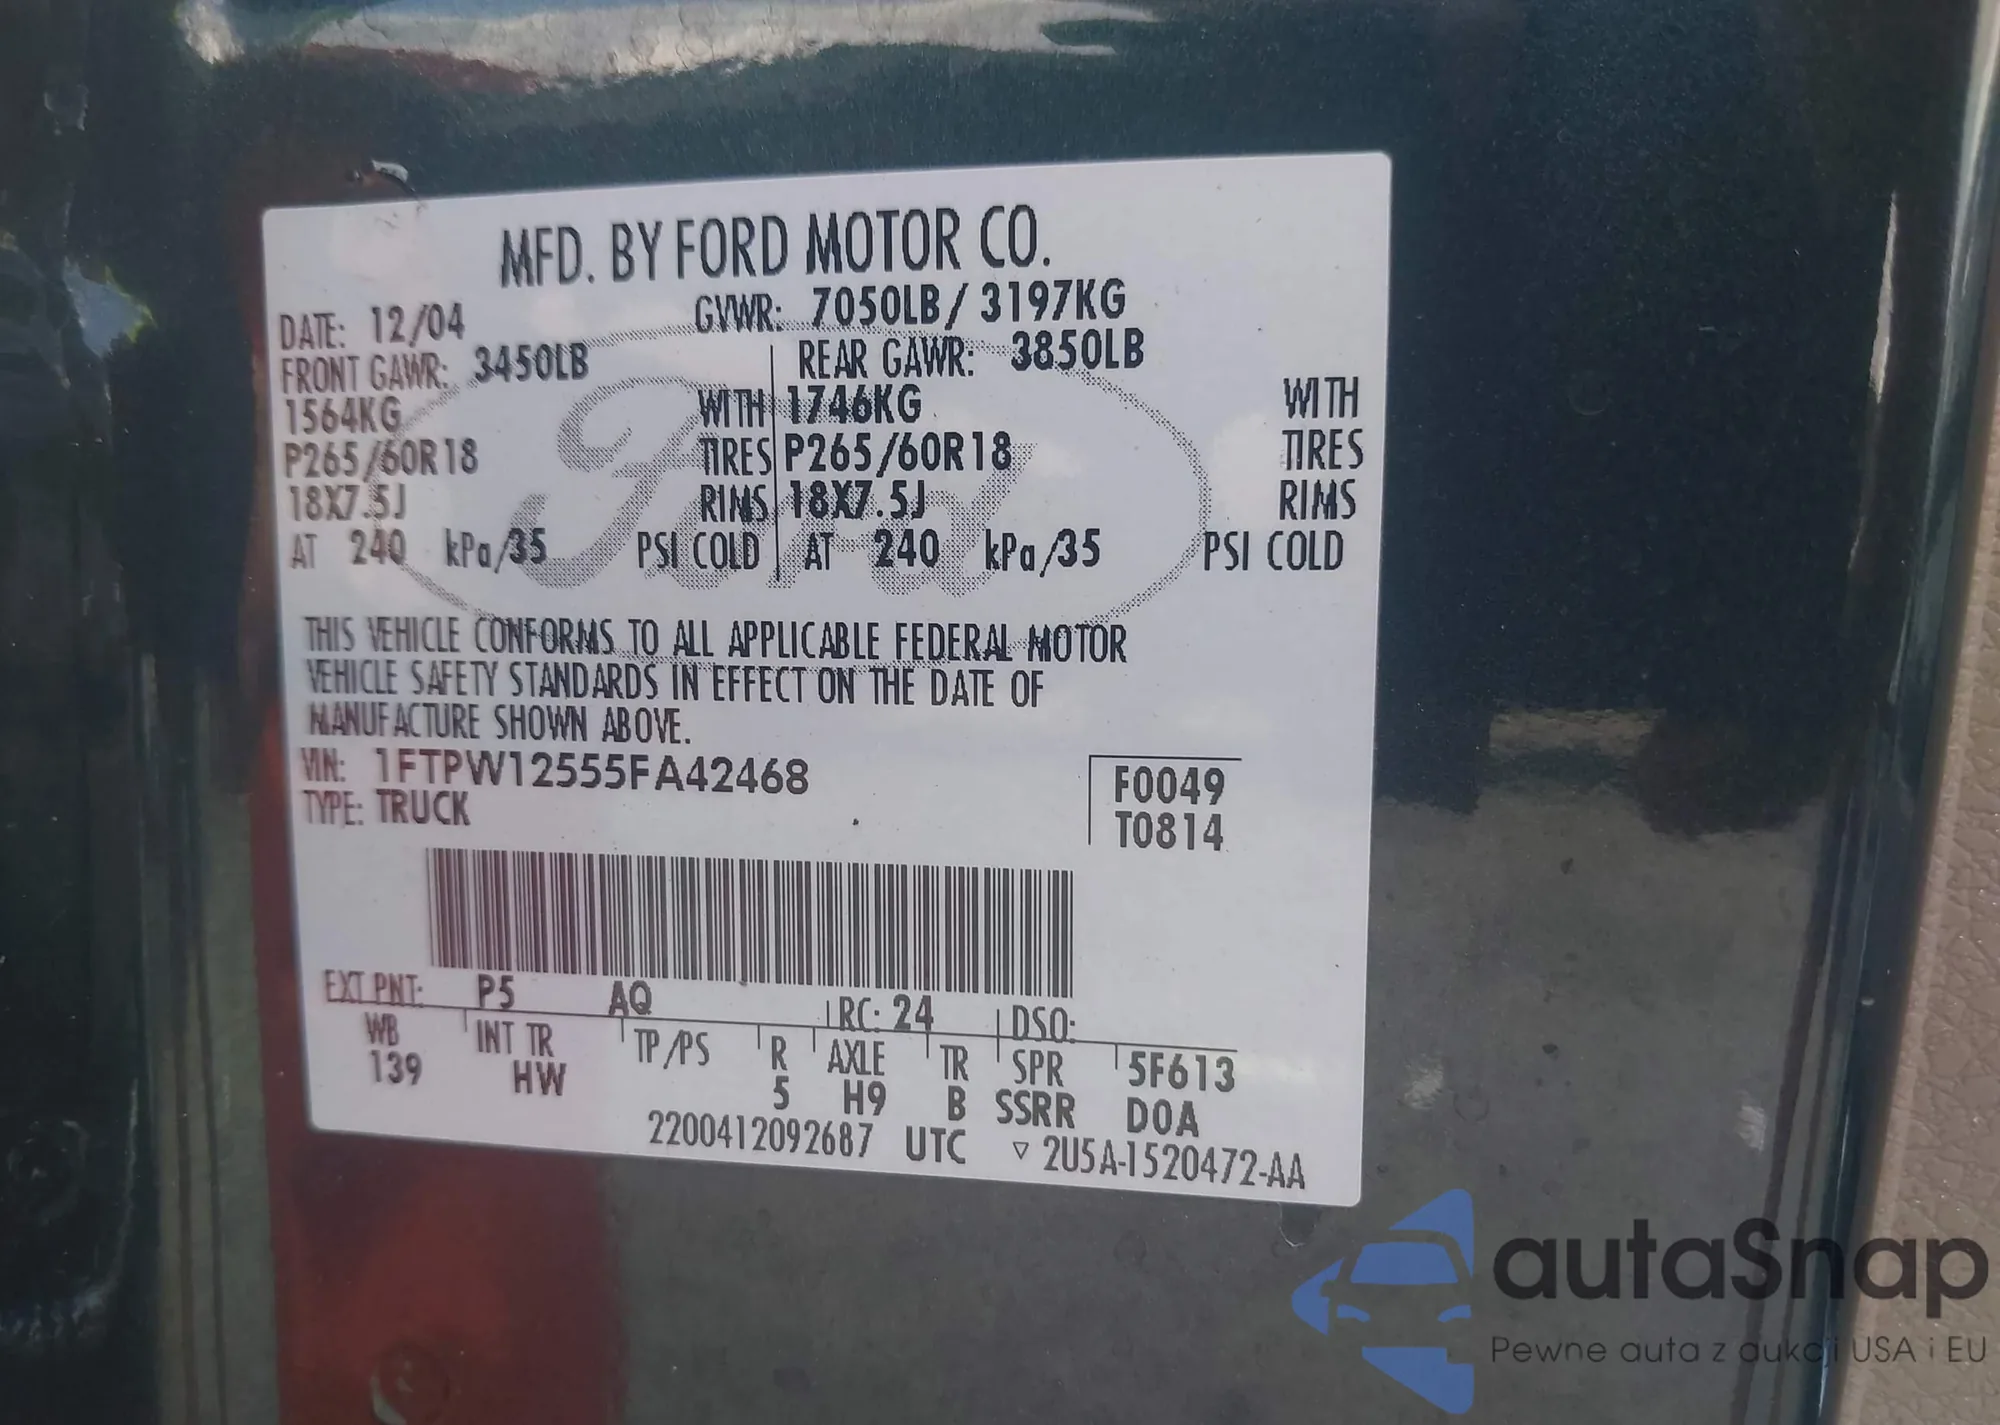 MFD. BY FORD MOTOR CO.
DATE: 12/04 GVWR: 7050LB / 3197KG
FRONT GAWR: 3450LB REAR GAWR: 3850LB
1564KG WITH 1746KG WITH
P265/60R18 TIRES P265/60R18 TIRES
18X7.5J RIMS 18X7.5J RIMS
AT 240 kPa/35 PSI COLD AT 240 kPa/35 PSI COLD
Ford
THIS VEHICLE CONFORMS TO ALL APPLICABLE FEDERAL MOTOR
VEHICLE SAFETY STANDARDS IN EFFECT ON THE DATE OF
MANUFACTURE SHOWN ABOVE.
VIN: 1FTPW12555FA42468 F0049
TYPE: TRUCK T0814
EXT PNT: P5 AQ RC: 24 DSO:
WB INT TR TP/PS R AXLE TR SPR 5F613
139 HW 5 H9 B SSRR DOA
2200412092687 UTC ▽ 2U5A-1520472-AA
autaSnap
Pewne auta z aukcji USA i EU